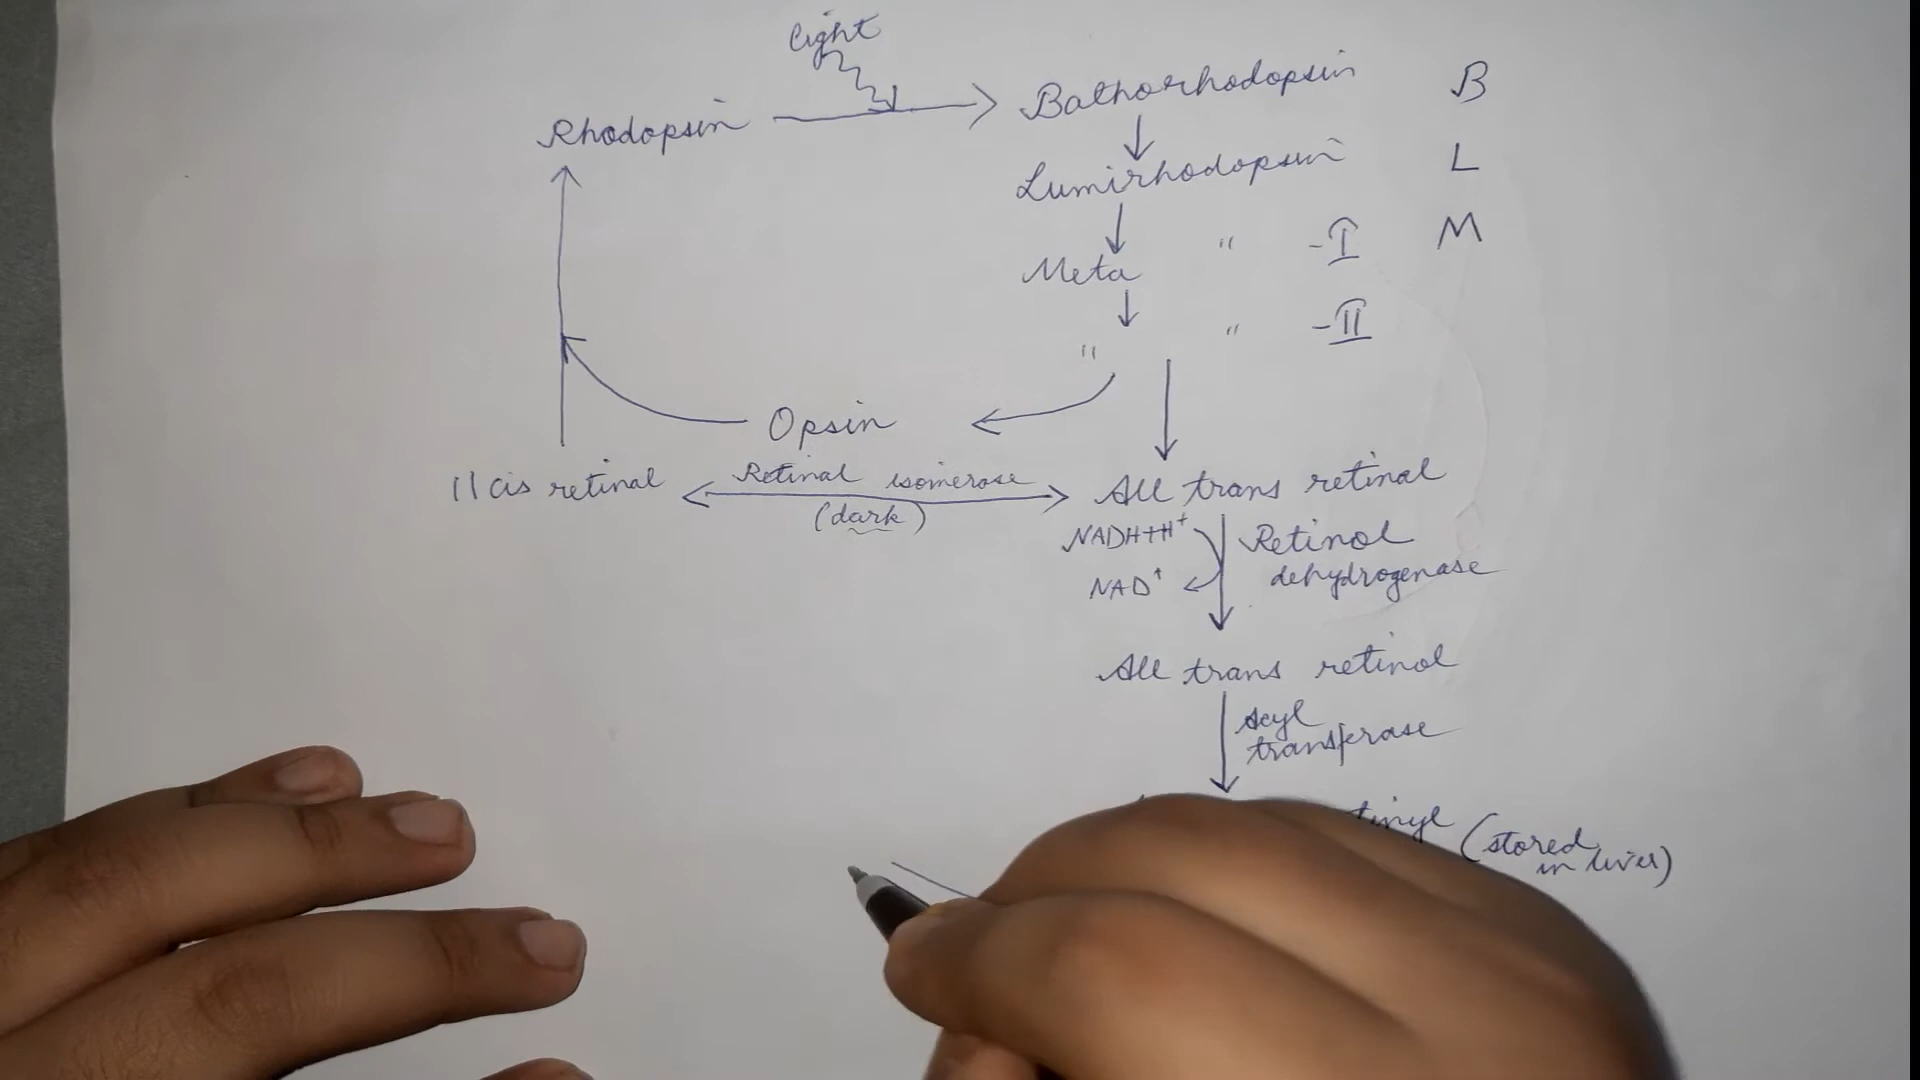 light
Rhodopsin
Bathorhodopsin
B
Lumirhodopsin
L
Meta " -I
M
" " -II
Opsin
11 cis retinal
Retinal isomerase
(dark)
All trans retinal
NADH+H⁺
NAD⁺
Retinol
dehydrogenase
All trans retinol
Acyl
transferase
(stored
in liver)